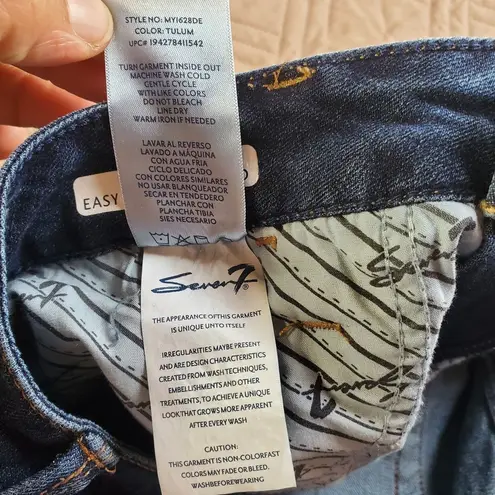 STYLE NO: MY1628DE
COLOR: TULUM
UPC# 194278411542
TURN GARMENT INSIDE OUT
MACHINE WASH COLD
GENTLE CYCLE
WITH LIKE COLORS
DO NOT BLEACH
LINE DRY
WARM IRON IF NEEDED
LAVAR AL REVERSO
LAVADO A MÁQUINA
CON AGUA FRIA
CICLO DELICADO
CON COLORES SIMILARES
NO USAR BLANQUEADOR
SECAR EN TENDEDERO
PLANCHAR CON
PLANCHA TIBIA
SIES NECESARIO
EASY
Seven7®
THE APPEARANCE OF THIS GARMENT
IS UNIQUE UNTO ITSELF
IRREGULARITIES MAYBE PRESENT
AND ARE DESIGN CHARACTERISTICS
CREATED FROM WASH TECHNIQUES,
EMBELLISHMENTS AND OTHER
TREATMENTS, TO ACHIEVE A UNIQUE
LOOK THAT GROWS MORE APPARENT
AFTER EVERY WASH
CAUTION:
THIS GARMENT IS NON-COLORFAST
COLORS MAY FADE OR BLEED.
WASH BEFORE WEARING